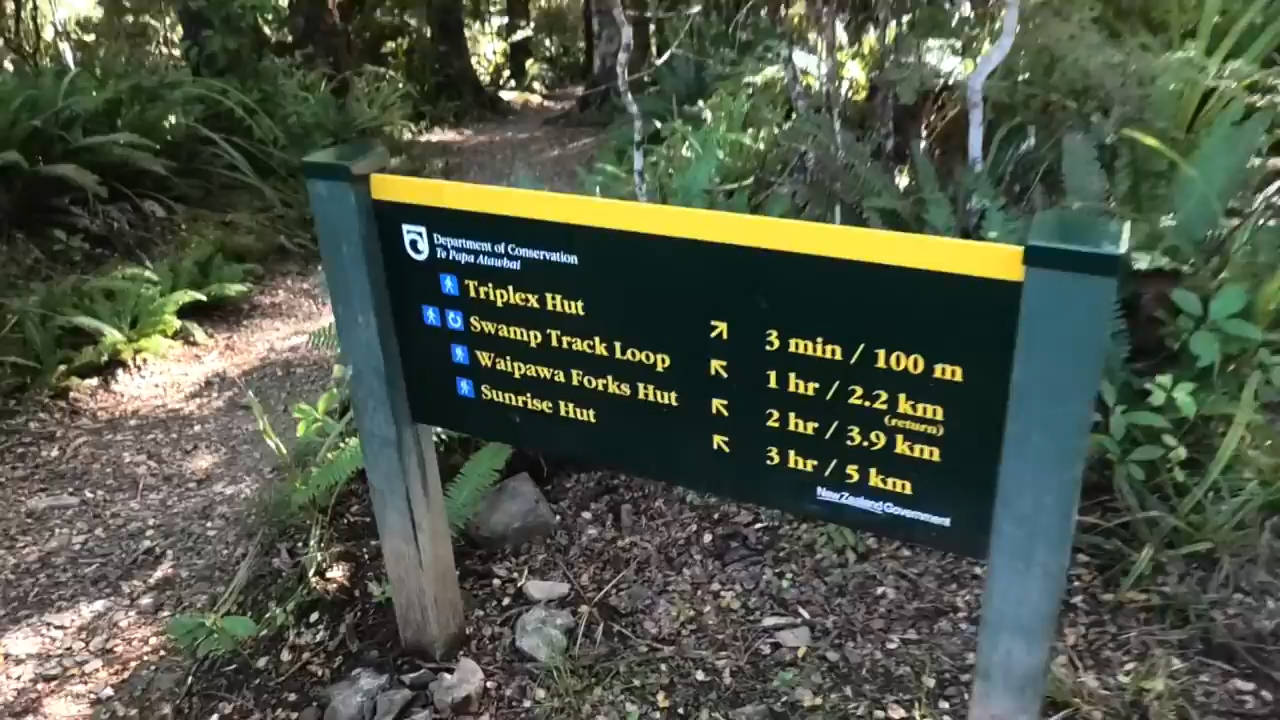 Department of Conservation
Te Papa Atawhai
Triplex Hut 3 min / 100 m
Swamp Track Loop 1 hr / 2.2 km
(return)
Waipawa Forks Hut 2 hr / 3.9 km
Sunrise Hut 3 hr / 5 km
New Zealand Government